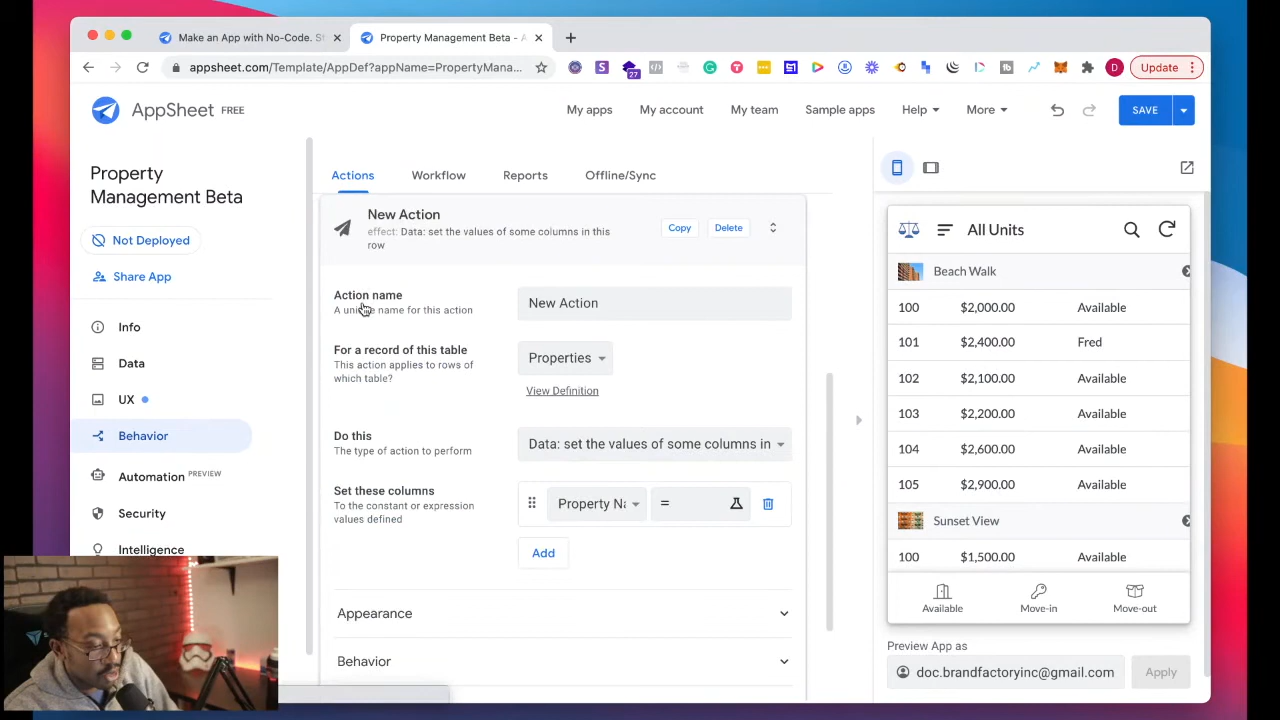 Make an App with No-Code. St
Property Management Beta - A
appsheet.com/Template/AppDef?appName=PropertyMana...
27
D
Update
AppSheet FREE
My apps
My account
My team
Sample apps
Help
More
SAVE
Property
Management Beta
Not Deployed
Share App
Info
Data
UX
Behavior
Automation PREVIEW
Security
Intelligence
Actions
Workflow
Reports
Offline/Sync
New Action
effect: Data: set the values of some columns in this
row
Copy
Delete
Action name
A unique name for this action
New Action
For a record of this table
This action applies to rows of
which table?
Properties
View Definition
Do this
The type of action to perform
Data: set the values of some columns in
Set these columns
To the constant or expression
values defined
Property Na
=
Add
Appearance
Behavior
All Units
Beach Walk
100 $2,000.00 Available
101 $2,400.00 Fred
102 $2,100.00 Available
103 $2,200.00 Available
104 $2,600.00 Available
105 $2,900.00 Available
Sunset View
100 $1,500.00 Available
Available
Move-in
Move-out
Preview App as
doc.brandfactoryinc@gmail.com
Apply